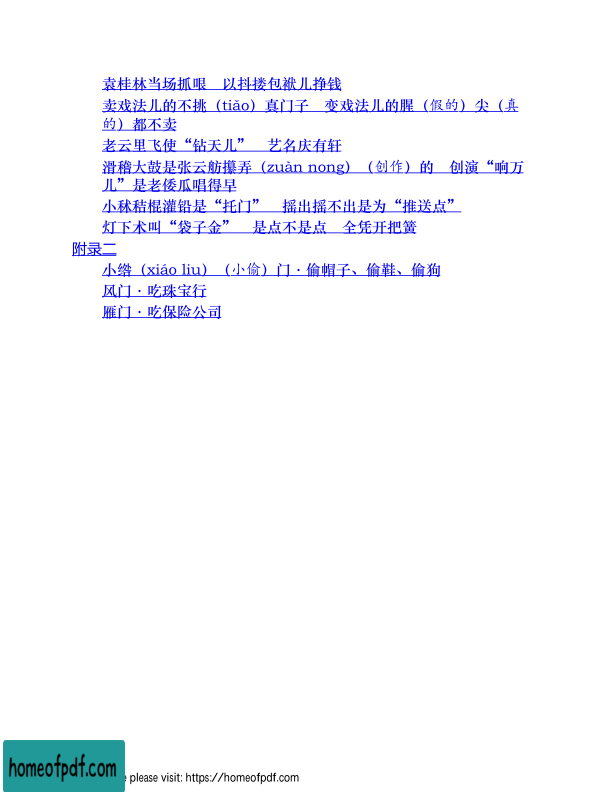 袁桂林当场抓哏　以抖搂包袱儿挣钱
卖戏法儿的不挑（tiǎo）真门子　变戏法儿的腥（假的）尖（真
的）都不卖
老云里飞使“钻天儿”　艺名庆有轩
滑稽大鼓是张云舫攥弄（zuàn nong）（创作）的　创演“响万
儿”是老倭瓜唱得早
小秫秸棍灌铅是“托门”　摇出摇不出是为“推送点”
灯下术叫“袋子金”　是点不是点　全凭开把簧
附录二
小绺（xiáo liu）（小偷）门·偷帽子、偷鞋、偷狗
风门·吃珠宝行
雁门·吃保险公司
homeofpdf.com
e please visit: https://homeofpdf.com